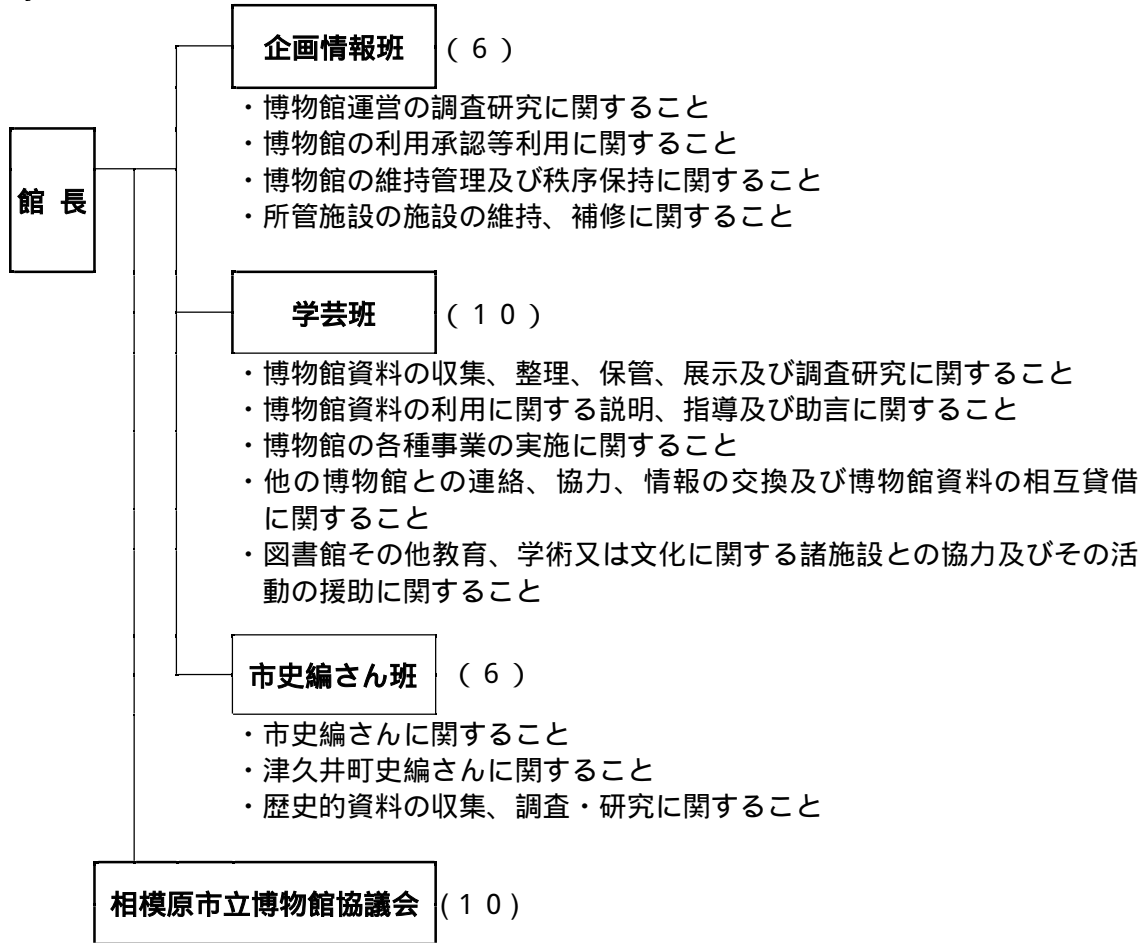 企画情報班 (6)
・博物館運営の調査研究に関すること
・博物館の利用承認等利用に関すること
・博物館の維持管理及び秩序保持に関すること
・所管施設の施設の維持、補修に関すること
館 長
学芸班 (10)
・博物館資料の収集、整理、保管、展示及び調査研究に関すること
・博物館資料の利用に関する説明、指導及び助言に関すること
・博物館の各種事業の実施に関すること
・他の博物館との連絡、協力、情報の交換及び博物館資料の相互貸借
に関すること
・図書館その他教育、学術又は文化に関する諸施設との協力及びその活
動の援助に関すること
市史編さん班 (6)
・市史編さんに関すること
・津久井町史編さんに関すること
・歴史的資料の収集、調査・研究に関すること
相模原市立博物館協議会 (10)